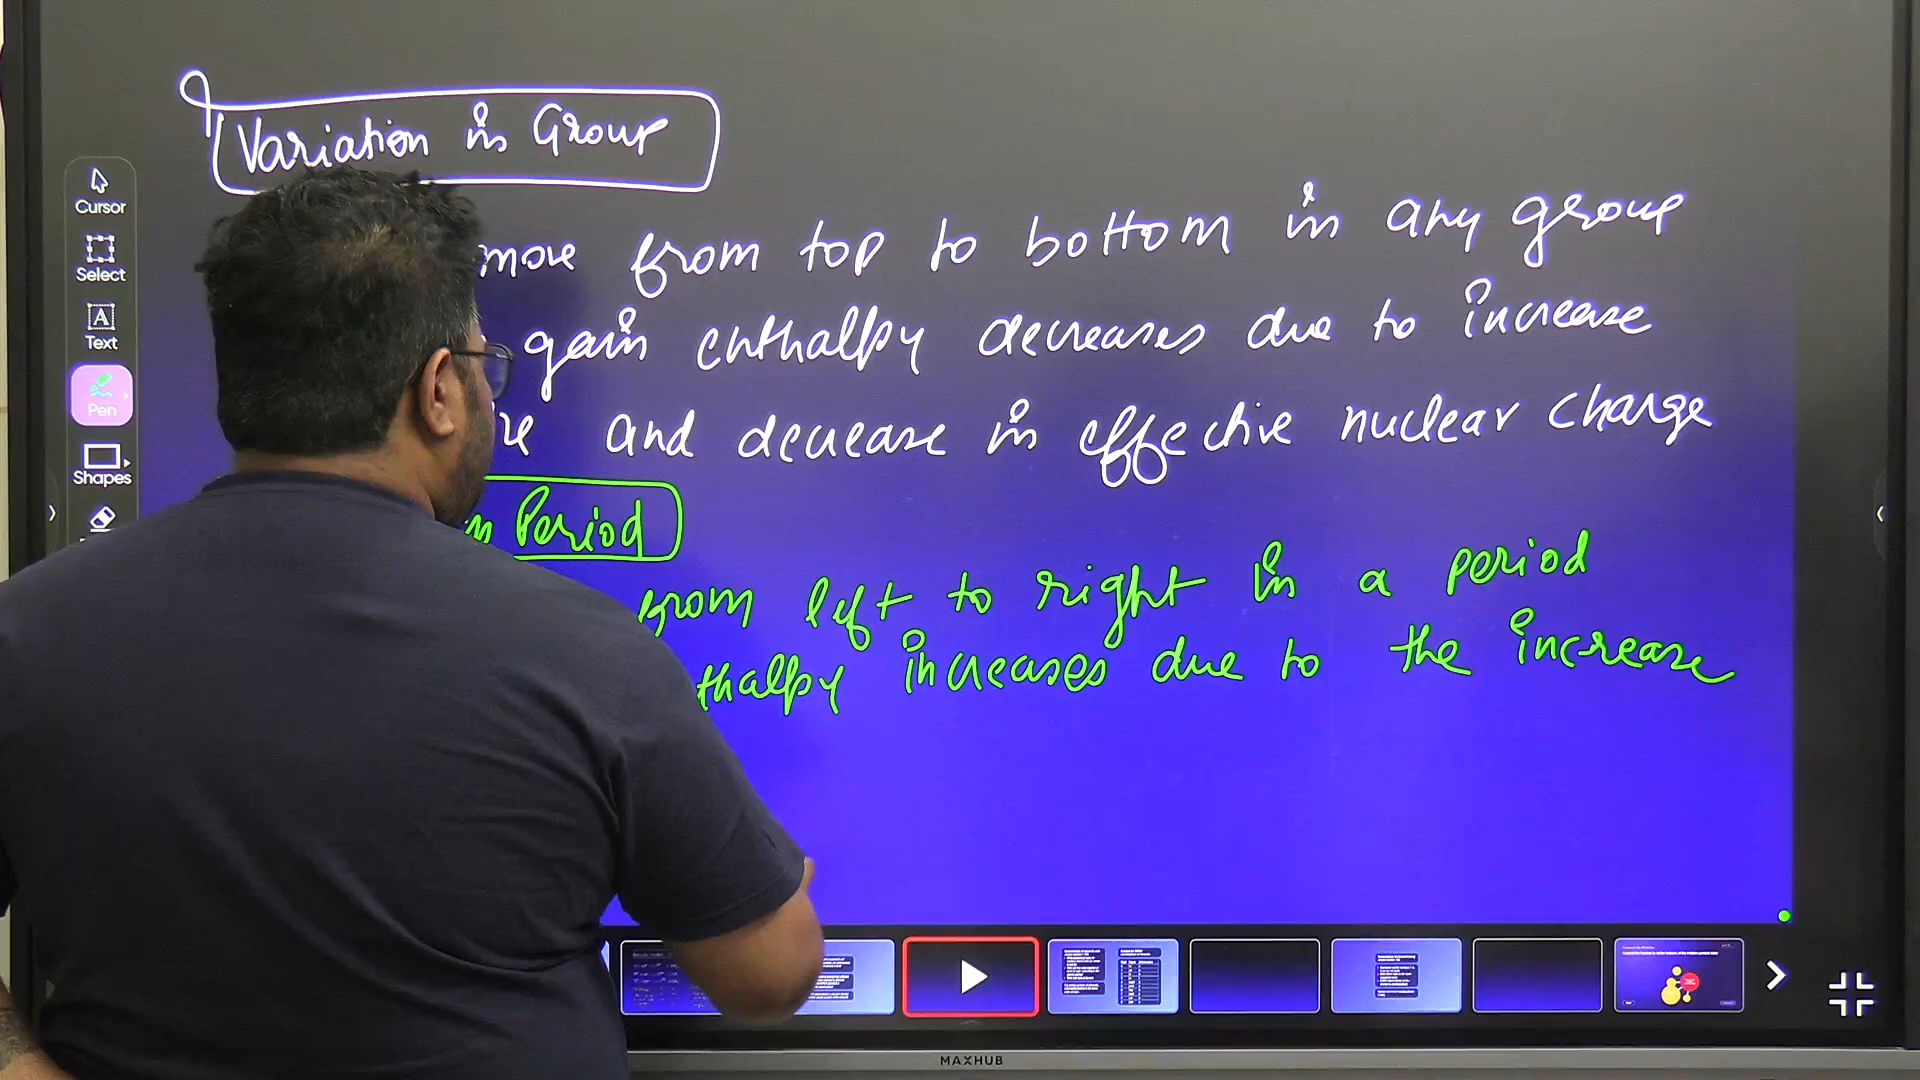 Variation in Group
move from top to bottom in any group
gain enthalpy decreases due to increase
and decrease in effective nuclear charge
in Period
from left to right in a period
thalpy increases due to the increase
Cursor
Select
Text
Pen
Shapes
MAXHUB